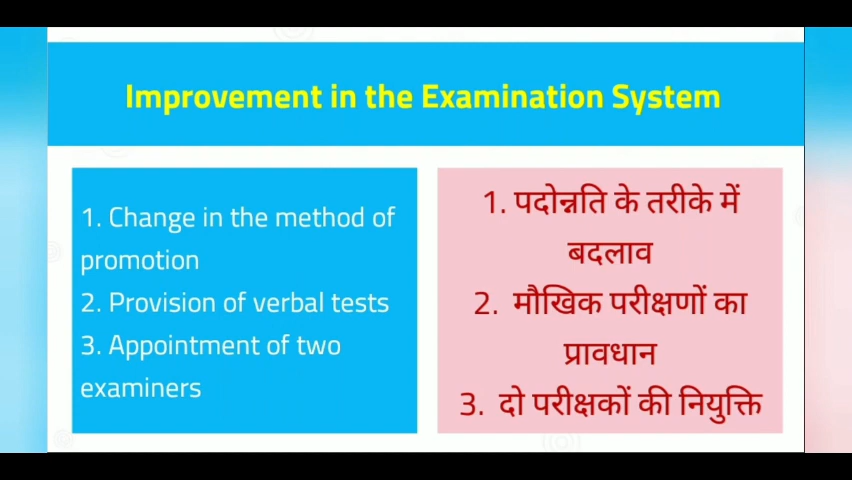 Improvement in the Examination System
1. Change in the method of
promotion
2. Provision of verbal tests
3. Appointment of two
examiners
1. पदोन्नति के तरीके में
बदलाव
2. मौखिक परीक्षणों का
प्रावधान
3. दो परीक्षकों की नियुक्ति